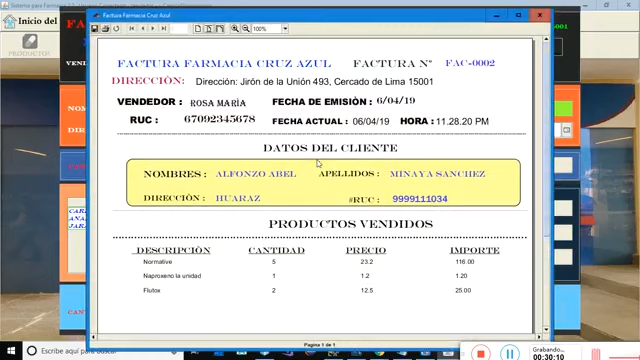 Sistema para Farmacia
Factura Farmacia Cruz Azul
Inicio del
PRODUCTOR
100%
FACTURA FARMACIA CRUZ AZUL FACTURA Nº FAC-0002
DIRECCIÓN: Dirección: Jirón de la Unión 493, Cercado de Lima 15001
VENDEDOR : ROSA MARÍA FECHA DE EMISIÒN : 6/04/19
RUC : 67092345678 FECHA ACTUAL : 06/04/19 HORA : 11.28.20 PM
DATOS DEL CLIENTE
NOMBRES : ALFONZO ABEL APELLIDOS : MINAYA SANCHEZ
DIRECCIÓN : HUARAZ #RUC : 9999111034
PRODUCTOS VENDIDOS
DESCRIPCIÒN CANTIDAD PRECIO IMPORTE
Normative 5 23.2 116.00
Naproxeno la unidad 1 1.2 1.20
Flutox 2 12.5 25.00
Pagina 1 de 1
Escribe aquí para buscar
Grabando...
00:30:10